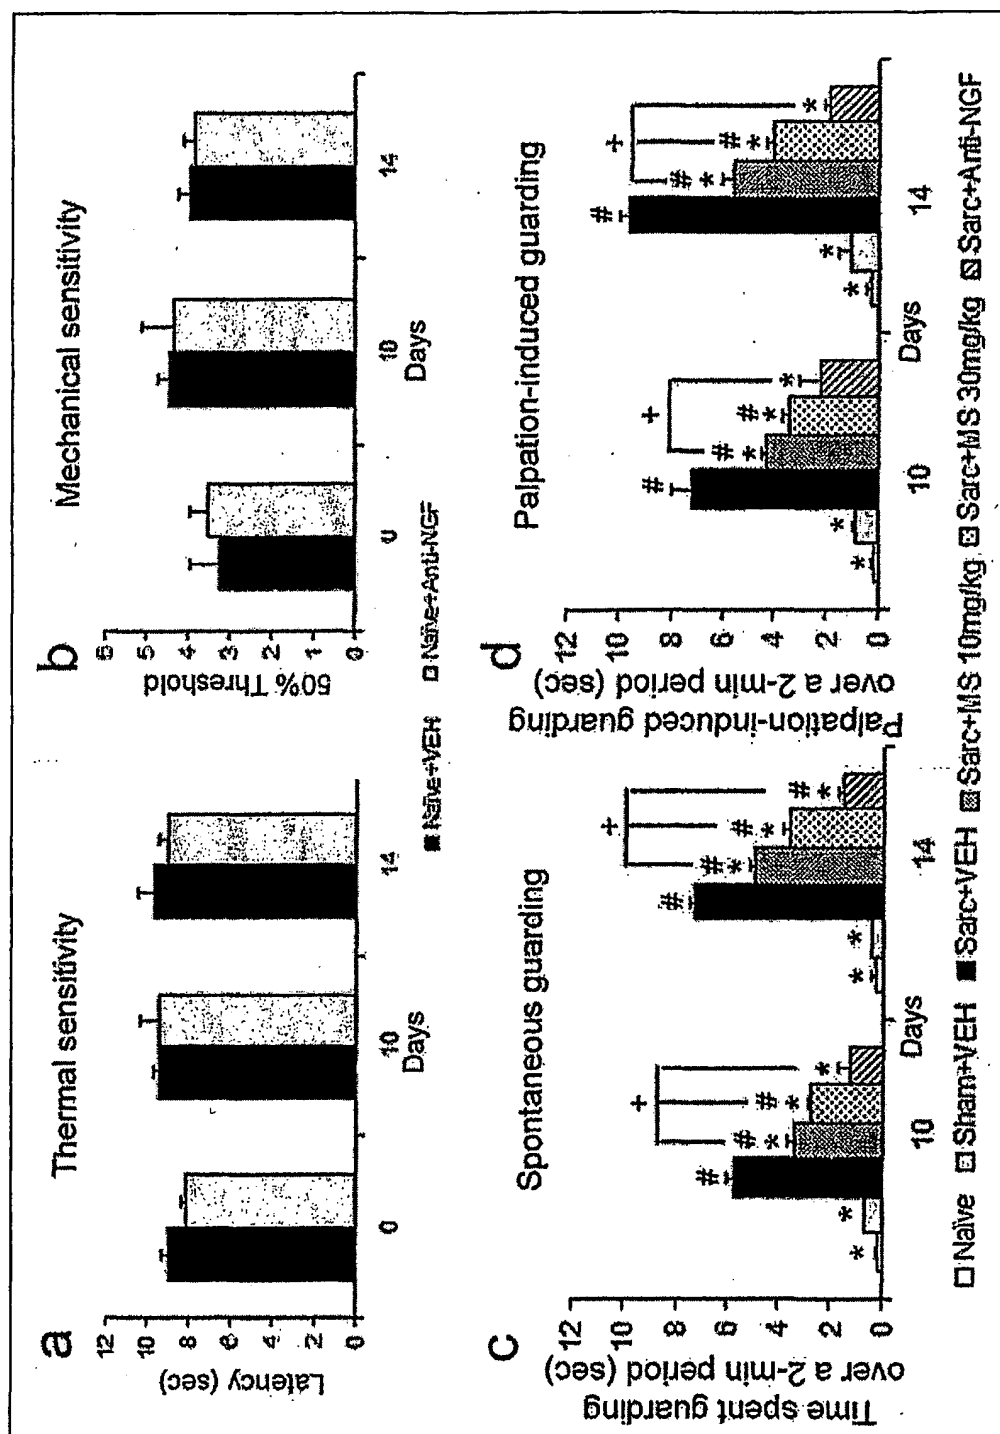 a
Thermal sensitivity
Latency (sec)
12
10
8
6
4
2
0
0
10
14
Days
b
Mechanical sensitivity
50% Threshold
6
5
4
3
2
1
0
0
10
14
Days
■ Naïve+VEH □ Naïve+Anti-NGF
c
Spontaneous guarding
Time spent guarding
over a 2-min period (sec)
12
10
8
6
4
2
0
* * # # * # * *
+
* * # # * # * # *
+
10
14
Days
d
Palpation-induced guarding
Palpation-induced guarding
over a 2-min period (sec)
12
10
8
6
4
2
0
* * # # * # * *
+
* * # # * # * *
+
10
14
Days
□ Naïve □ Sham+VEH ■ Sarc+VEH Sarc+MS 10mg/kg Sarc+MS 30mg/kg Sarc+Anti-NGF